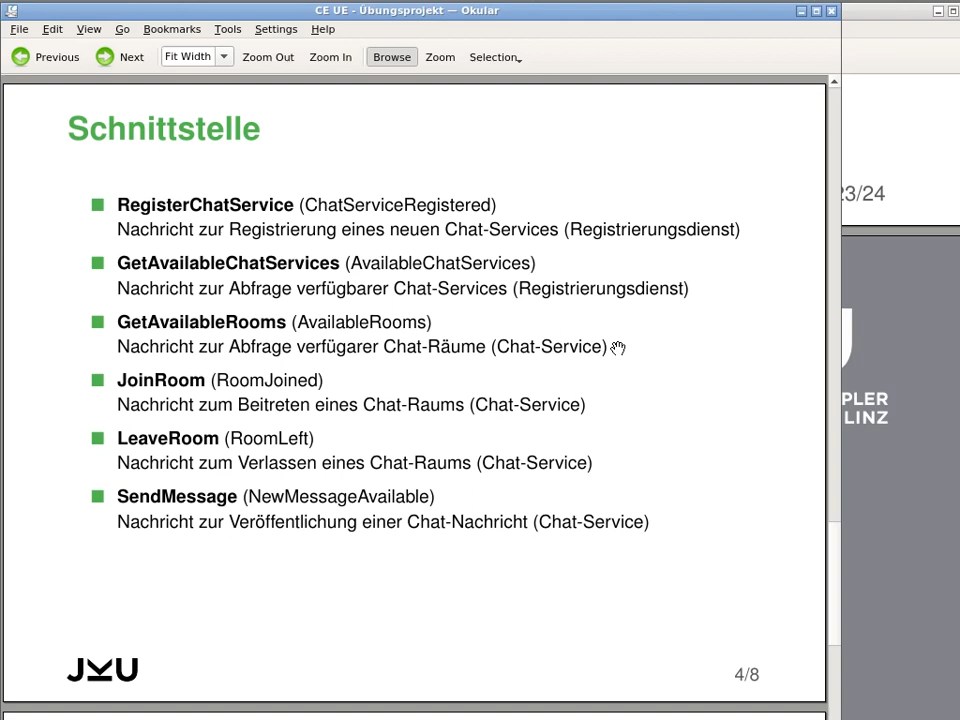 CE UE - Übungsprojekt — Okular
File Edit View Go Bookmarks Tools Settings Help
Previous Next Fit Width Zoom Out Zoom In Browse Zoom Selection
Schnittstelle
RegisterChatService (ChatServiceRegistered)
Nachricht zur Registrierung eines neuen Chat-Services (Registrierungsdienst)
GetAvailableChatServices (AvailableChatServices)
Nachricht zur Abfrage verfügbarer Chat-Services (Registrierungsdienst)
GetAvailableRooms (AvailableRooms)
Nachricht zur Abfrage verfügarer Chat-Räume (Chat-Service)
JoinRoom (RoomJoined)
Nachricht zum Beitreten eines Chat-Raums (Chat-Service)
LeaveRoom (RoomLeft)
Nachricht zum Verlassen eines Chat-Raums (Chat-Service)
SendMessage (NewMessageAvailable)
Nachricht zur Veröffentlichung einer Chat-Nachricht (Chat-Service)
JKU
4/8
23/24
PLER
LINZ